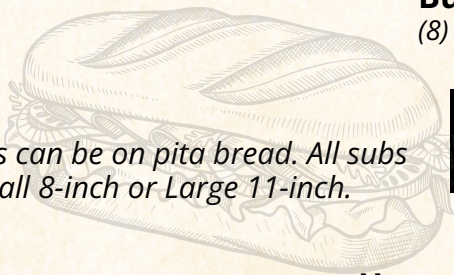 (8)
s can be on pita bread. All subs
all 8-inch or Large 11-inch.